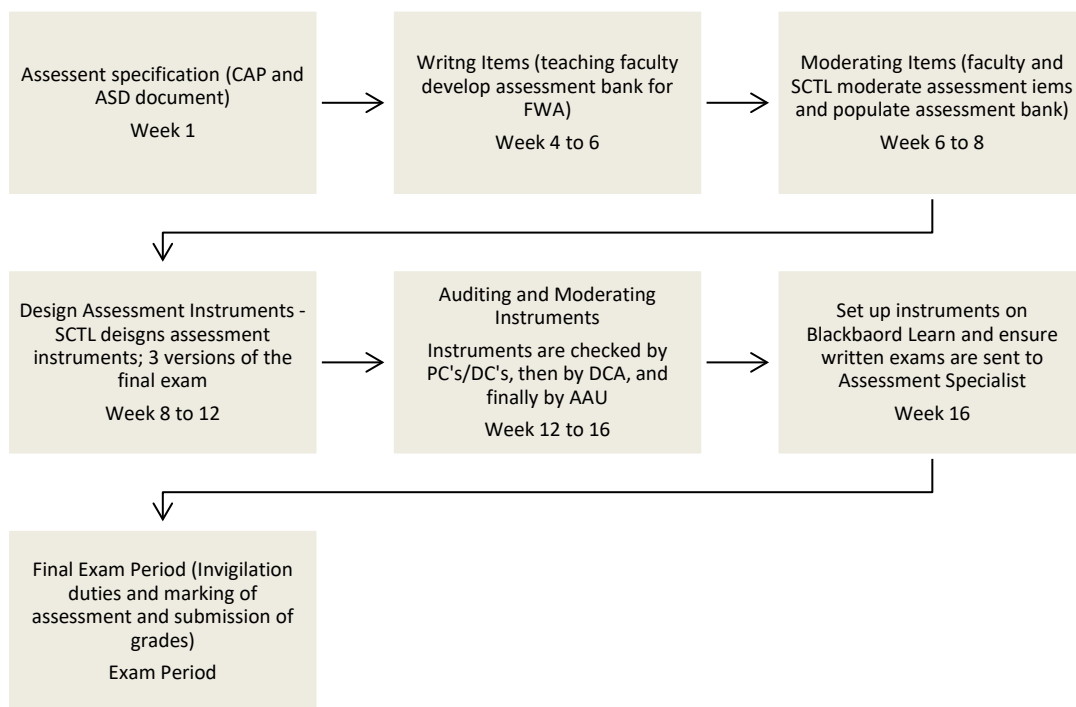 Assessent specification (CAP and
ASD document)
Week 1
Writng Items (teaching faculty
develop assessment bank for
FWA)
Week 4 to 6
Moderating Items (faculty and
SCTL moderate assessment iems
and populate assessment bank)
Week 6 to 8
Design Assessment Instruments -
SCTL deisgns assessment
instruments; 3 versions of the
final exam
Week 8 to 12
Auditing and Moderating
Instruments
Instruments are checked by
PC's/DC's, then by DCA, and
finally by AAU
Week 12 to 16
Set up instruments on
Blackbaord Learn and ensure
written exams are sent to
Assessment Specialist
Week 16
Final Exam Period (Invigilation
duties and marking of
assessment and submission of
grades)
Exam Period